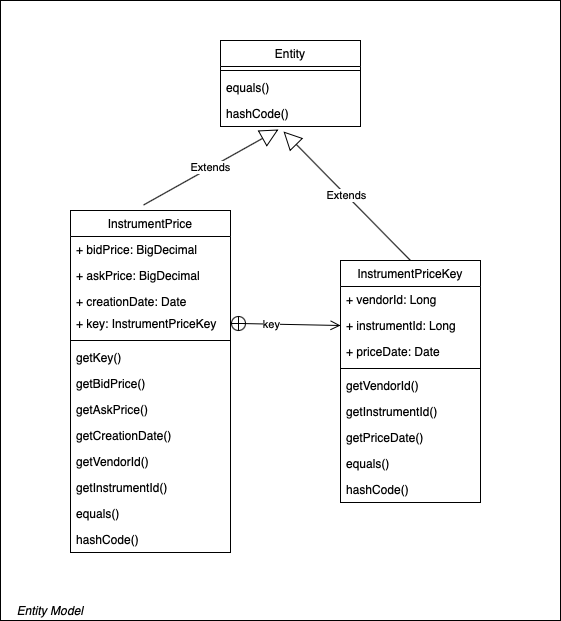 Entity
equals()
hashCode()
Extends
Extends
InstrumentPrice
+ bidPrice: BigDecimal
+ askPrice: BigDecimal
+ creationDate: Date
+ key: InstrumentPriceKey
getKey()
getBidPrice()
getAskPrice()
getCreationDate()
getVendorId()
getInstrumentId()
equals()
hashCode()
key
InstrumentPriceKey
+ vendorId: Long
+ instrumentId: Long
+ priceDate: Date
getVendorId()
getInstrumentId()
getPriceDate()
equals()
hashCode()
Entity Model